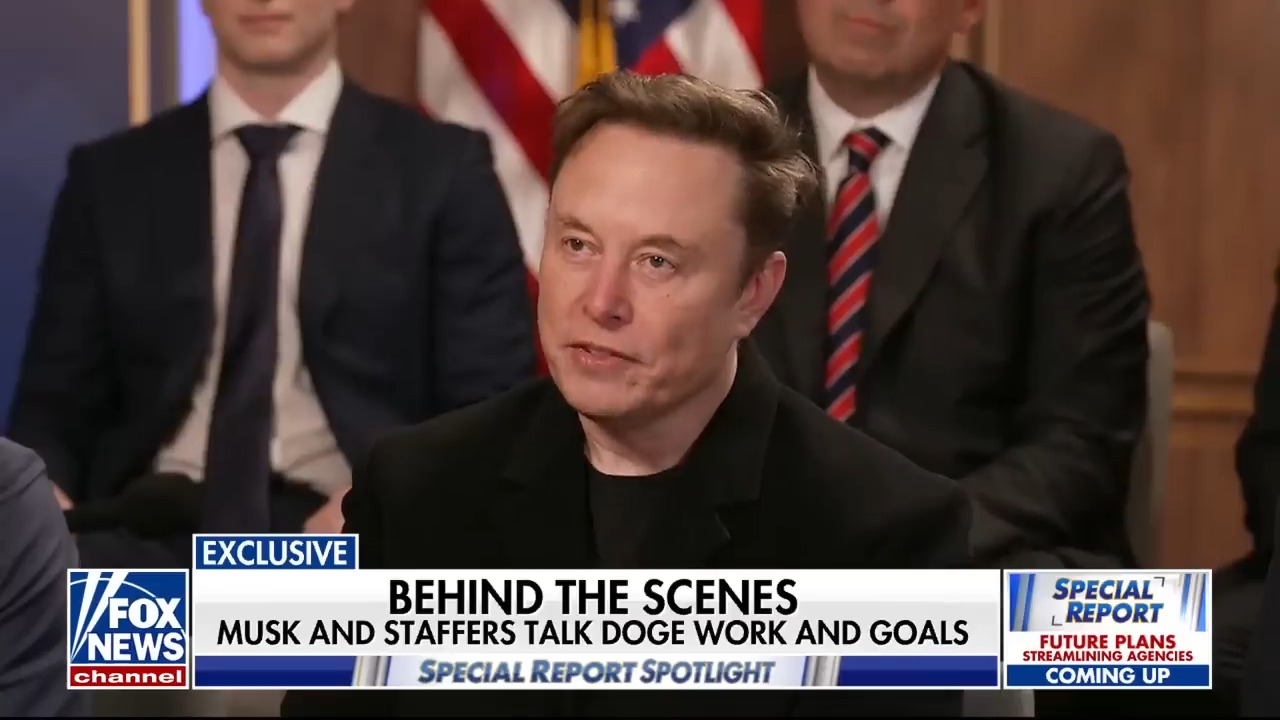 EXCLUSIVE
BEHIND THE SCENES
MUSK AND STAFFERS TALK DOGE WORK AND GOALS
SPECIAL REPORT SPOTLIGHT
FOX
NEWS
channel
SPECIAL
REPORT
FUTURE PLANS
STREAMLINING AGENCIES
COMING UP